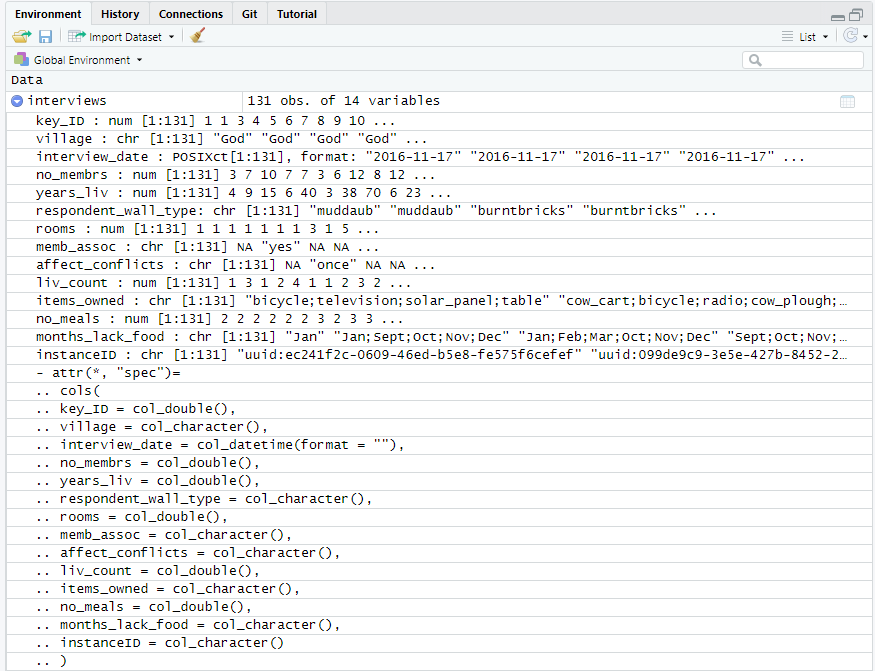 Environment History Connections Git Tutorial
Import Dataset List
Global Environment
Data
interviews 131 obs. of 14 variables
key_ID : num [1:131] 1 1 3 4 5 6 7 8 9 10 ...
village : chr [1:131] "God" "God" "God" "God" ...
interview_date : POSIXct[1:131], format: "2016-11-17" "2016-11-17" "2016-11-17" "2016-11-17" ...
no_membrs : num [1:131] 3 7 10 7 7 3 6 12 8 12 ...
years_liv : num [1:131] 4 9 15 6 40 3 38 70 6 23 ...
respondent_wall_type: chr [1:131] "muddaub" "muddaub" "burntbricks" "burntbricks" ...
rooms : num [1:131] 1 1 1 1 1 1 1 3 1 5 ...
memb_assoc : chr [1:131] NA "yes" NA NA ...
affect_conflicts : chr [1:131] NA "once" NA NA ...
liv_count : num [1:131] 1 3 1 2 4 1 1 2 3 2 ...
items_owned : chr [1:131] "bicycle;television;solar_panel;table" "cow_cart;bicycle;radio;cow_plough;…
no_meals : num [1:131] 2 2 2 2 2 2 3 2 3 3 ...
months_lack_food : chr [1:131] "Jan" "Jan;Sept;Oct;Nov;Dec" "Jan;Feb;Mar;Oct;Nov;Dec" "Sept;Oct;Nov;…
instanceID : chr [1:131] "uuid:ec241f2c-0609-46ed-b5e8-fe575f6cefef" "uuid:099de9c9-3e5e-427b-8452-2…
- attr(*, "spec")=
.. cols(
.. key_ID = col_double(),
.. village = col_character(),
.. interview_date = col_datetime(format = ""),
.. no_membrs = col_double(),
.. years_liv = col_double(),
.. respondent_wall_type = col_character(),
.. rooms = col_double(),
.. memb_assoc = col_character(),
.. affect_conflicts = col_character(),
.. liv_count = col_double(),
.. items_owned = col_character(),
.. no_meals = col_double(),
.. months_lack_food = col_character(),
.. instanceID = col_character()
.. )